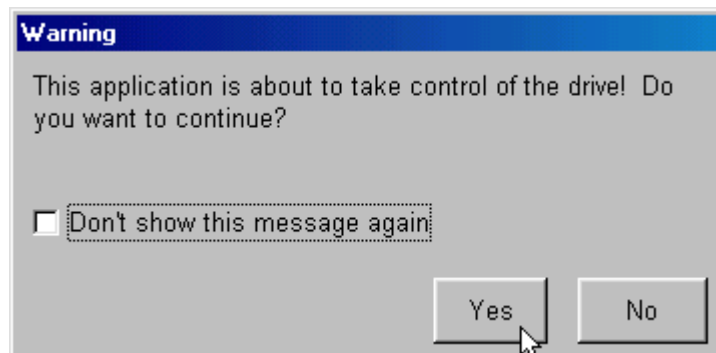 Warning
This application is about to take control of the drive!  Do
you want to continue?
Don't show this message again
Yes
No